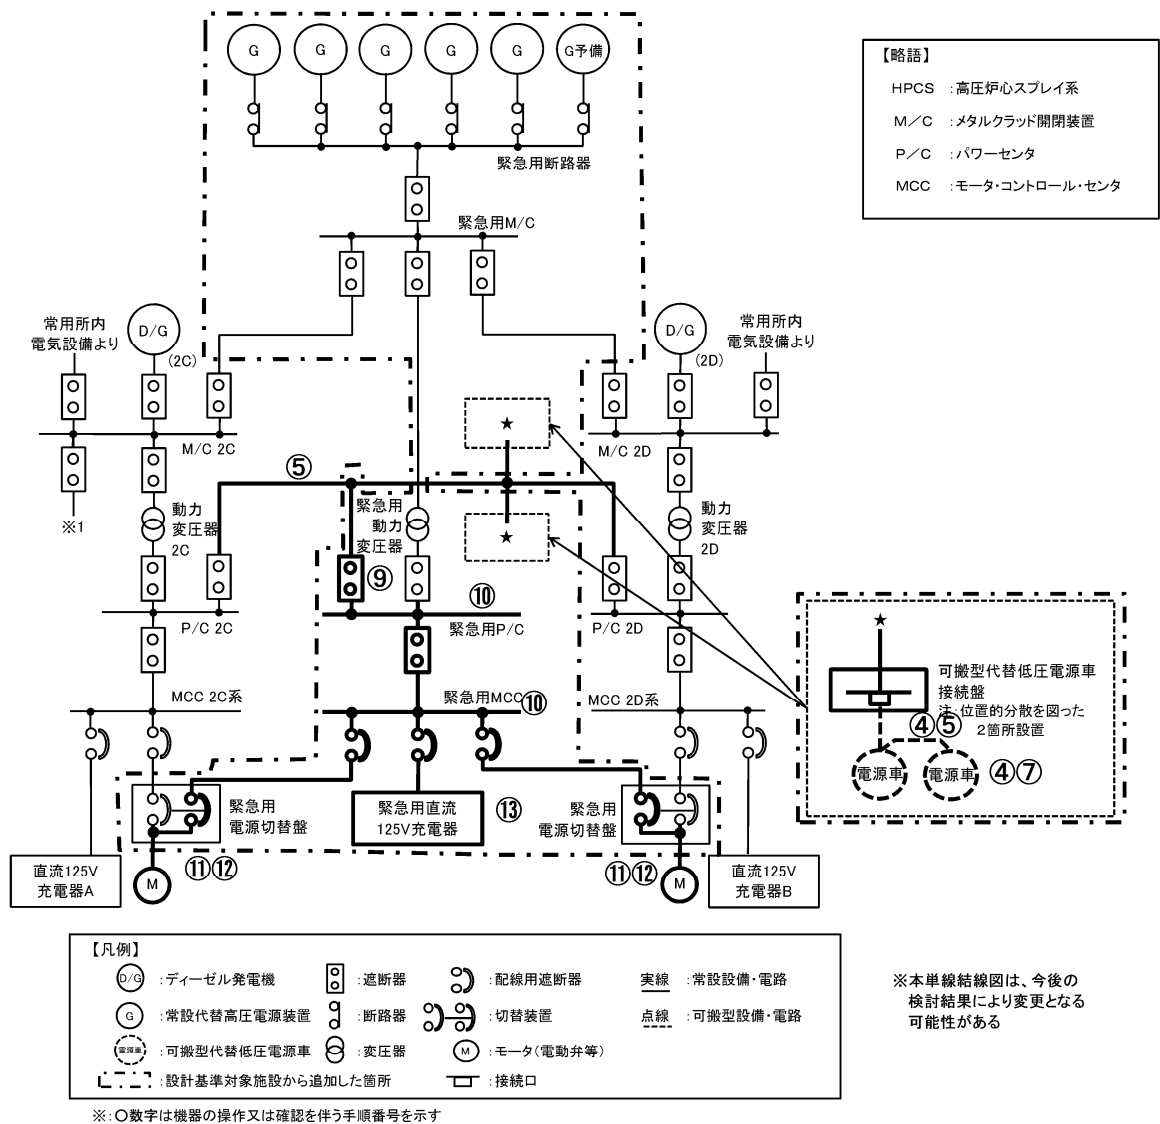 G G G G G G予備
緊急用断路器
緊急用M/C
【略語】
HPCS :高圧炉心スプレイ系
M/C :メタルクラッド開閉装置
P/C :パワーセンタ
MCC :モータ・コントロール・センタ
常用所内
電気設備より
D/G
(2C)
D/G
(2D)
常用所内
電気設備より
M/C 2C
★
M/C 2D
⑤
※1
動力
変圧器
2C
緊急用
動力
変圧器
★
動力
変圧器
2D
⑨
⑩
P/C 2C
緊急用P/C
P/C 2D
MCC 2C系
緊急用MCC
⑩
MCC 2D系
★
可搬型代替低圧電源車
接続盤
注:位置的分散を図った
2箇所設置
④⑤
電源車
電源車
④⑦
緊急用
電源切替盤
緊急用直流
125V充電器
⑬
緊急用
電源切替盤
直流125V
充電器A
M
⑪⑫
⑪⑫
M
直流125V
充電器B
【凡例】
D/G :ディーゼル発電機
:遮断器
:配線用遮断器
実線 :常設設備・電路
G :常設代替高圧電源装置
:断路器
:切替装置
点線 :可搬型設備・電路
電源車 :可搬型代替低圧電源車
:変圧器
M :モータ(電動弁等)
:設計基準対象施設から追加した箇所
:接続口
※本単線結線図は、今後の
検討結果により変更となる
可能性がある
※:○数字は機器の操作又は確認を伴う手順番号を示す